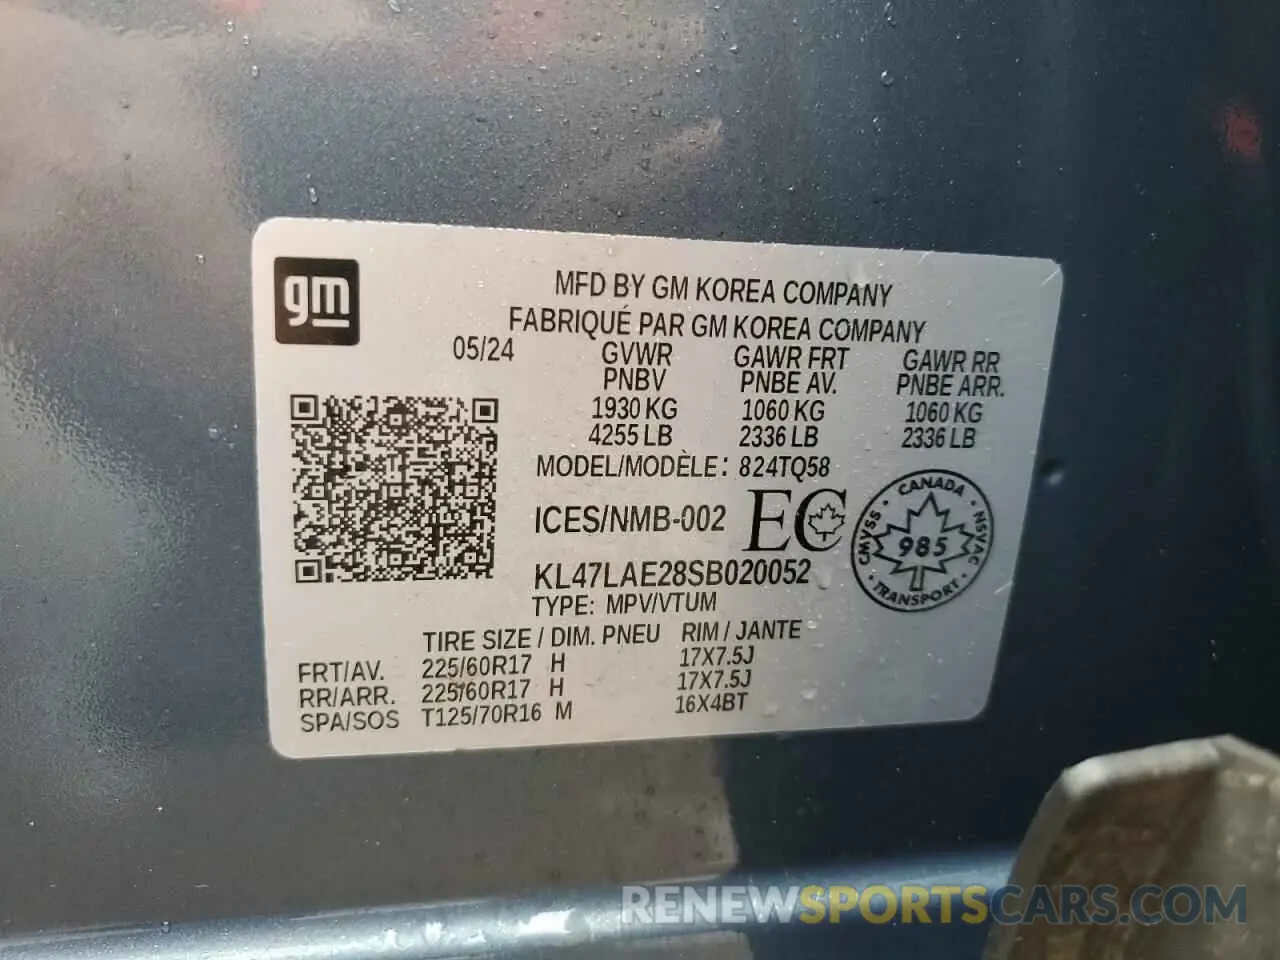 gm
MFD BY GM KOREA COMPANY
FABRIQUÉ PAR GM KOREA COMPANY
05/24 GVWR GAWR FRT GAWR RR
PNBV PNBE AV. PNBE ARR.
1930 KG 1060 KG 1060 KG
4255 LB 2336 LB 2336 LB
MODEL/MODÈLE: 824TQ58
ICES/NMB-002 EC
CANADA
CMVSS 985 NSVAC
TRANSPORT
KL47LAE28SB020052
TYPE: MPV/VTUM
TIRE SIZE / DIM. PNEU RIM / JANTE
FRT/AV. 225/60R17 H 17X7.5J
RR/ARR. 225/60R17 H 17X7.5J
SPA/SOS T125/70R16 M 16X4BT
RENEWSPORTSCARS.COM